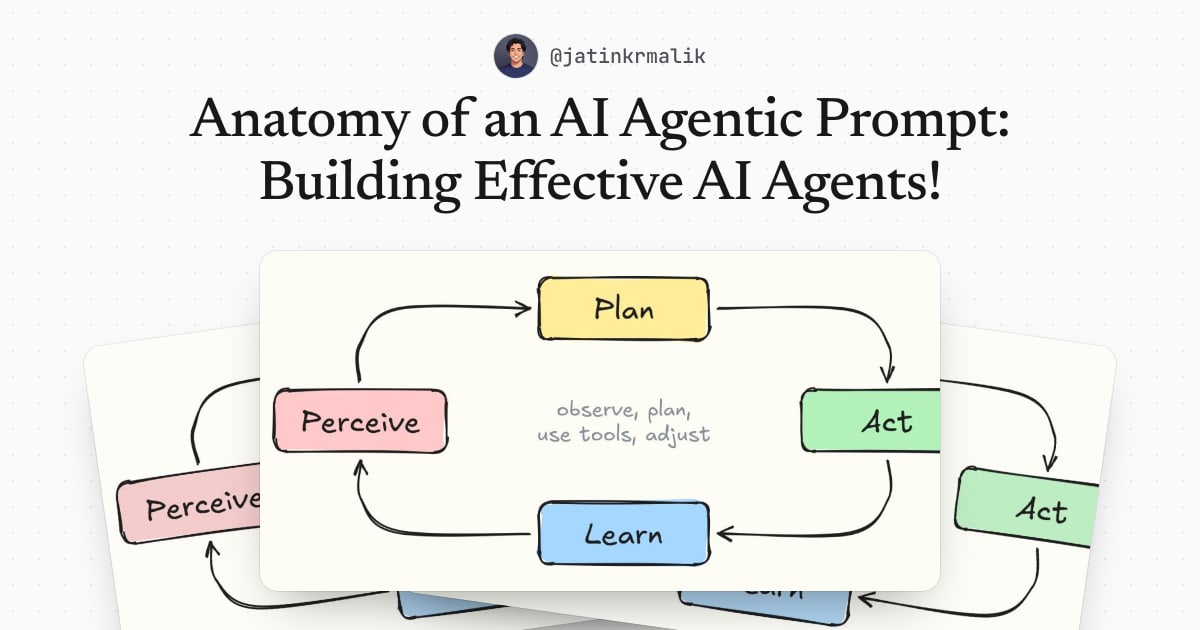 @jatinkrmalik
Anatomy of an AI Agentic Prompt:
Building Effective AI Agents!
Plan
Perceive
observe, plan,
use tools, adjust
Act
Learn
Perceive
Act